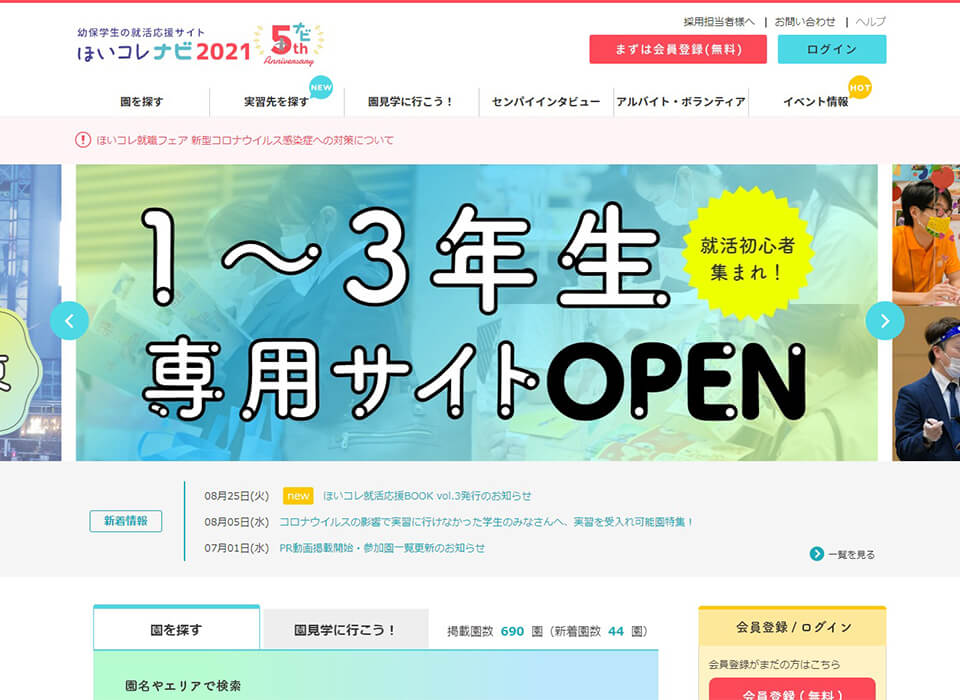 幼保学生の就活応援サイト
ほいコレナビ2021
ナビ
5th
Anniversary
採用担当者様へ | お問い合わせ | ヘルプ
まずは会員登録(無料)
ログイン
NEW
HOT
園を探す
実習先を探す
園見学に行こう！
センパイインタビュー
アルバイト・ボランティア
イベント情報
ほいコレ就職フェア 新型コロナウイルス感染症への対策について
1～3年生
専用サイトOPEN
就活初心者
集まれ！
新着情報
08月25日(火) new ほいコレ就活応援BOOK vol.3発行のお知らせ
08月05日(水) コロナウイルスの影響で実習に行けなかった学生のみなさんへ、実習を受入れ可能園特集！
07月01日(水) PR動画掲載開始・参加園一覧更新のお知らせ
一覧を見る
園を探す
園見学に行こう！
掲載園数 690 園（新着園数 44 園）
園名やエリアで検索
会員登録 / ログイン
会員登録がまだの方はこちら
会員登録（無料）